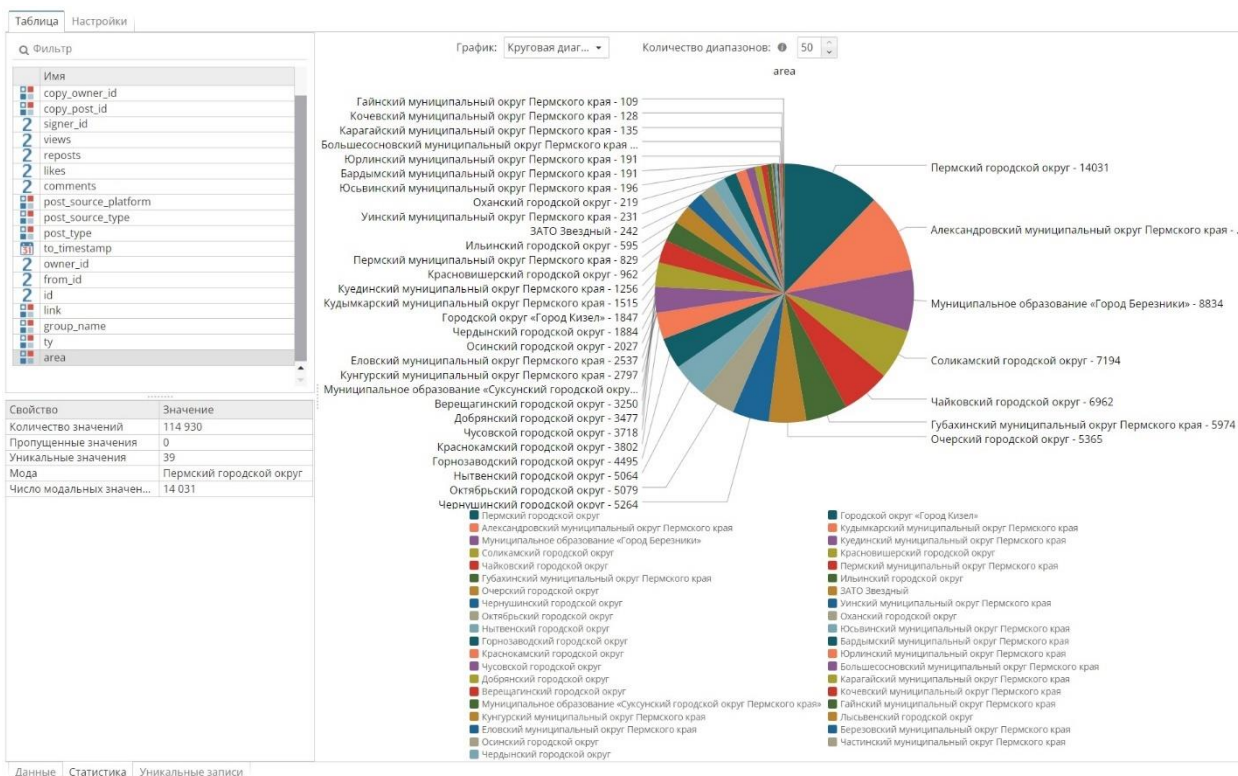 Таблица Настройки
Фильтр
Имя
copy_owner_id
copy_post_id
signer_id
views
reposts
likes
comments
post_source_platform
post_source_type
post_type
to_timestamp
owner_id
from_id
id
link
group_name
ty
area
Свойство Значение
Количество значений 114 930
Пропущенные значения 0
Уникальные значения 39
Мода Пермский городской округ
Число модальных значен... 14 031
График: Круговая диаг... Количество диапазонов: 50
area
Гайнский муниципальный округ Пермского края - 109
Кочевский муниципальный округ Пермского края - 128
Карагайский муниципальный округ Пермского края - 135
Большесосновский муниципальный округ Пермского края ...
Юрлинский муниципальный округ Пермского края - 191
Бардымский муниципальный округ Пермского края - 191
Юсьвинский муниципальный округ Пермского края - 196
Оханский городской округ - 219
Уинский муниципальный округ Пермского края - 231
ЗАТО Звездный - 242
Ильинский городской округ - 595
Пермский муниципальный округ Пермского края - 829
Красновишерский городской округ - 962
Куединский муниципальный округ Пермского края - 1256
Кудымкарский муниципальный округ Пермского края - 1515
Городской округ «Город Кизел» - 1847
Чердынский городской округ - 1884
Осинский городской округ - 2027
Еловский муниципальный округ Пермского края - 2537
Кунгурский муниципальный округ Пермского края - 2797
Муниципальное образование «Суксунский городской окру...
Верещагинский городской округ - 3250
Добрянский городской округ - 3477
Чусовской городской округ - 3718
Краснокамский городской округ - 3802
Горнозаводский городской округ - 4495
Нытвенский городской округ - 5064
Октябрьский городской округ - 5079
Чернушинский городской округ - 5264
Пермский городской округ - 14031
Александровский муниципальный округ Пермского края - .
Муниципальное образование «Город Березники» - 8834
Соликамский городской округ - 7194
Чайковский городской округ - 6962
Губахинский муниципальный округ Пермского края - 5974
Очерский городской округ - 5365
Пермский городской округ
Александровский муниципальный округ Пермского края
Муниципальное образование «Город Березники»
Соликамский городской округ
Чайковский городской округ
Губахинский муниципальный округ Пермского края
Очерский городской округ
Чернушинский городской округ
Октябрьский городской округ
Нытвенский городской округ
Горнозаводский городской округ
Краснокамский городской округ
Чусовской городской округ
Добрянский городской округ
Верещагинский городской округ
Муниципальное образование «Суксунский городской округ Пермского края»
Кунгурский муниципальный округ Пермского края
Еловский муниципальный округ Пермского края
Осинский городской округ
Чердынский городской округ
Городской округ «Город Кизел»
Кудымкарский муниципальный округ Пермского края
Куединский муниципальный округ Пермского края
Красновишерский городской округ
Пермский муниципальный округ Пермского края
Ильинский городской округ
ЗАТО Звездный
Уинский муниципальный округ Пермского края
Оханский городской округ
Юсьвинский муниципальный округ Пермского края
Бардымский муниципальный округ Пермского края
Юрлинский муниципальный округ Пермского края
Большесосновский муниципальный округ Пермского края
Карагайский муниципальный округ Пермского края
Кочевский муниципальный округ Пермского края
Гайнский муниципальный округ Пермского края
Лысьвенский городской округ
Березовский муниципальный округ Пермского края
Частинский муниципальный округ Пермского края
Данные Статистика Уникальные записи